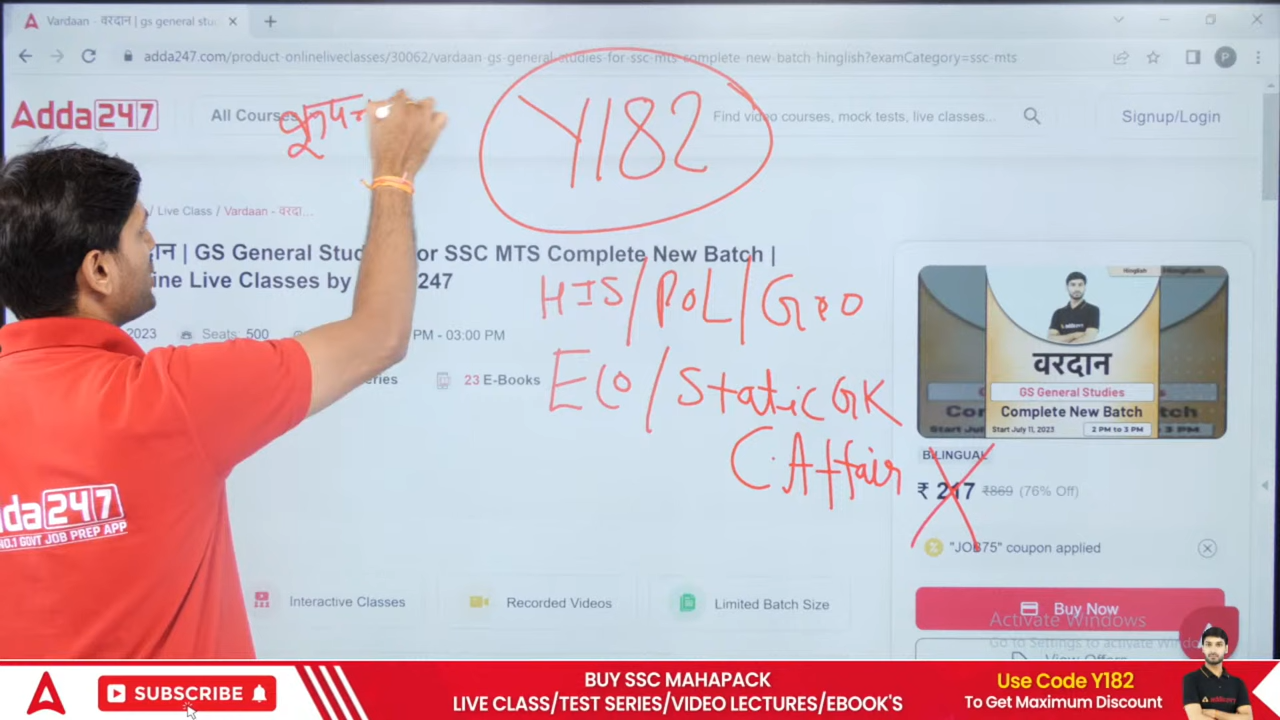 Vardaan - वरदान | gs general stu
adda247.com/product-onlineliveclasses/30062/vardaan-gs-general-studies-for-ssc-mts-complete-new-batch-hinglish?examCategory=ssc-mts
P
Adda247
All Courses
Find video courses, mock tests, live classes...
Signup/Login
Y182
/ Live Class / Vardaan - वरदा...
| GS General SSC MTS Complete New Batch |
Live Classes by 247
2023
Seats: 500
PM - 03:00 PM
23 E-Books
HIS/POL/Geo
ECO/Static GK
C.Affair
Hinglish
वरदान
GS General Studies
Complete New Batch
Start July 11, 2023
2 PM to 3 PM
BILINGUAL
₹ 217 ₹869 (76% Off)
"JOB75" coupon applied
Buy Now
View Offers
Activate Windows
Go to Settings to activate
Interactive Classes
Recorded Videos
Limited Batch Size
247
NO.1 GOVT JOB PREP APP
SUBSCRIBE
BUY SSC MAHAPACK
LIVE CLASS/TEST SERIES/VIDEO LECTURES/EBOOK'S
Use Code Y182
To Get Maximum Discount